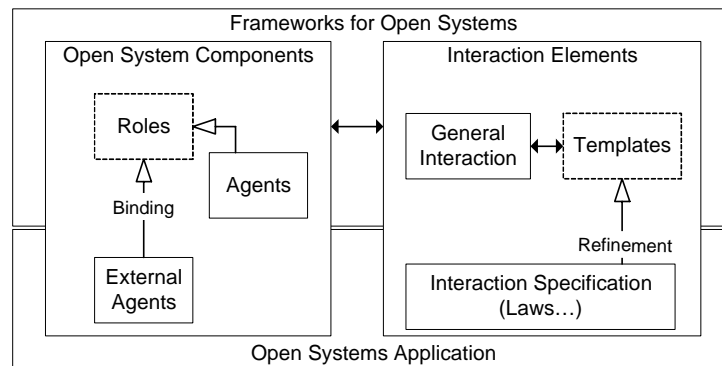 Frameworks for Open Systems
Open System Components
Roles
Agents
Binding
External
Agents
Interaction Elements
General
Interaction
Templates
Refinement
Interaction Specification
(Laws…)
Open Systems Application